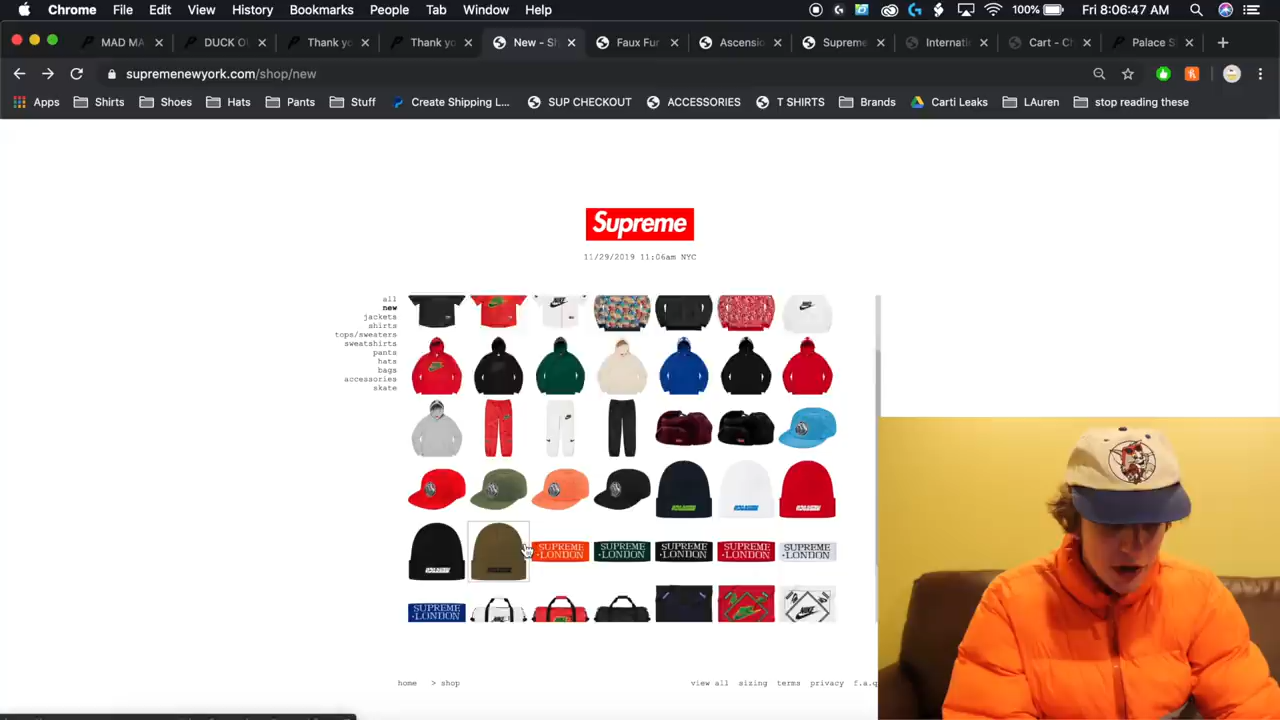 Chrome File Edit View History Bookmarks People Tab Window Help 100% Fri 8:06:47 AM
MAD MA DUCK O Thank yo Thank yo New - S Faux Fur Ascensio Supreme Internati Cart - Ch Palace S
supremenewyork.com/shop/new
Apps Shirts Shoes Hats Pants Stuff Create Shipping L... SUP CHECKOUT ACCESSORIES T SHIRTS Brands Carti Leaks LAuren stop reading these
Supreme
11/29/2019 11:06am NYC
all
new
jackets
shirts
tops/sweaters
sweatshirts
pants
hats
bags
accessories
skate
SUPREME LONDON SUPREME LONDON SUPREME LONDON SUPREME LONDON SUPREME LONDON
SUPREME LONDON
home > shop view all sizing terms privacy f.a.q